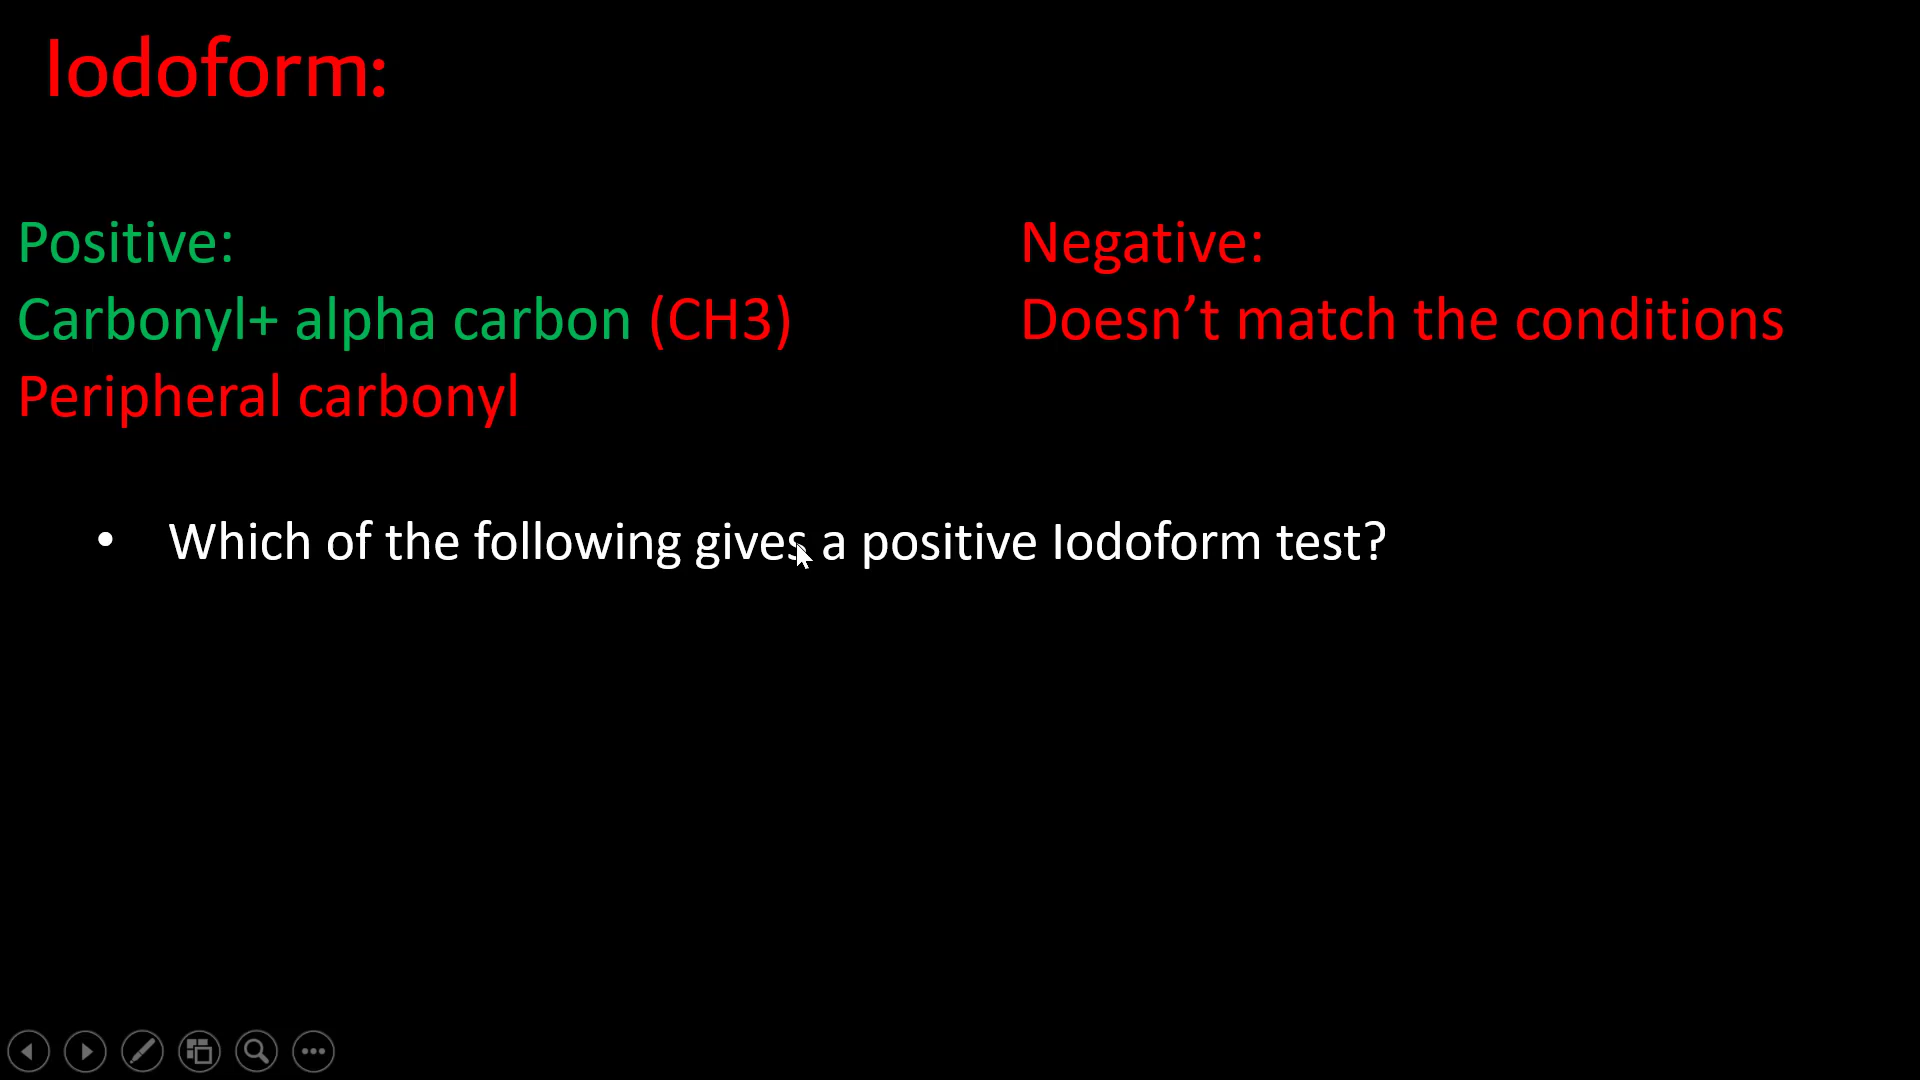 Iodoform:
Positive:
Carbonyl+ alpha carbon (CH3)
Peripheral carbonyl
Negative:
Doesn’t match the conditions
• Which of the following gives a positive Iodoform test?